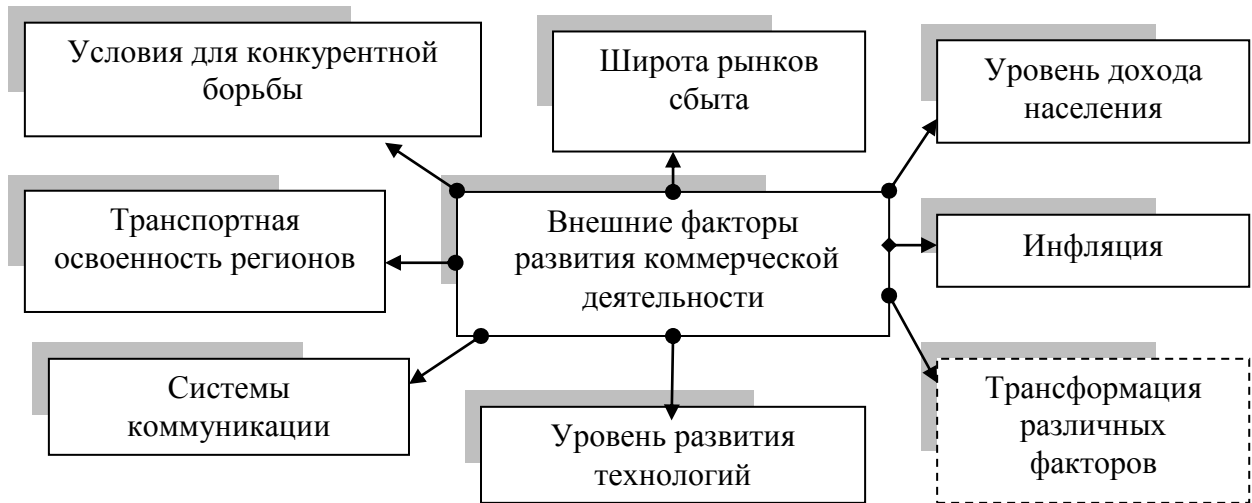 Условия для конкурентной
борьбы
Широта рынков
сбыта
Уровень дохода
населения
Транспортная
освоенность регионов
Внешние факторы
развития коммерческой
деятельности
Инфляция
Системы
коммуникации
Уровень развития
технологий
Трансформация
различных
факторов